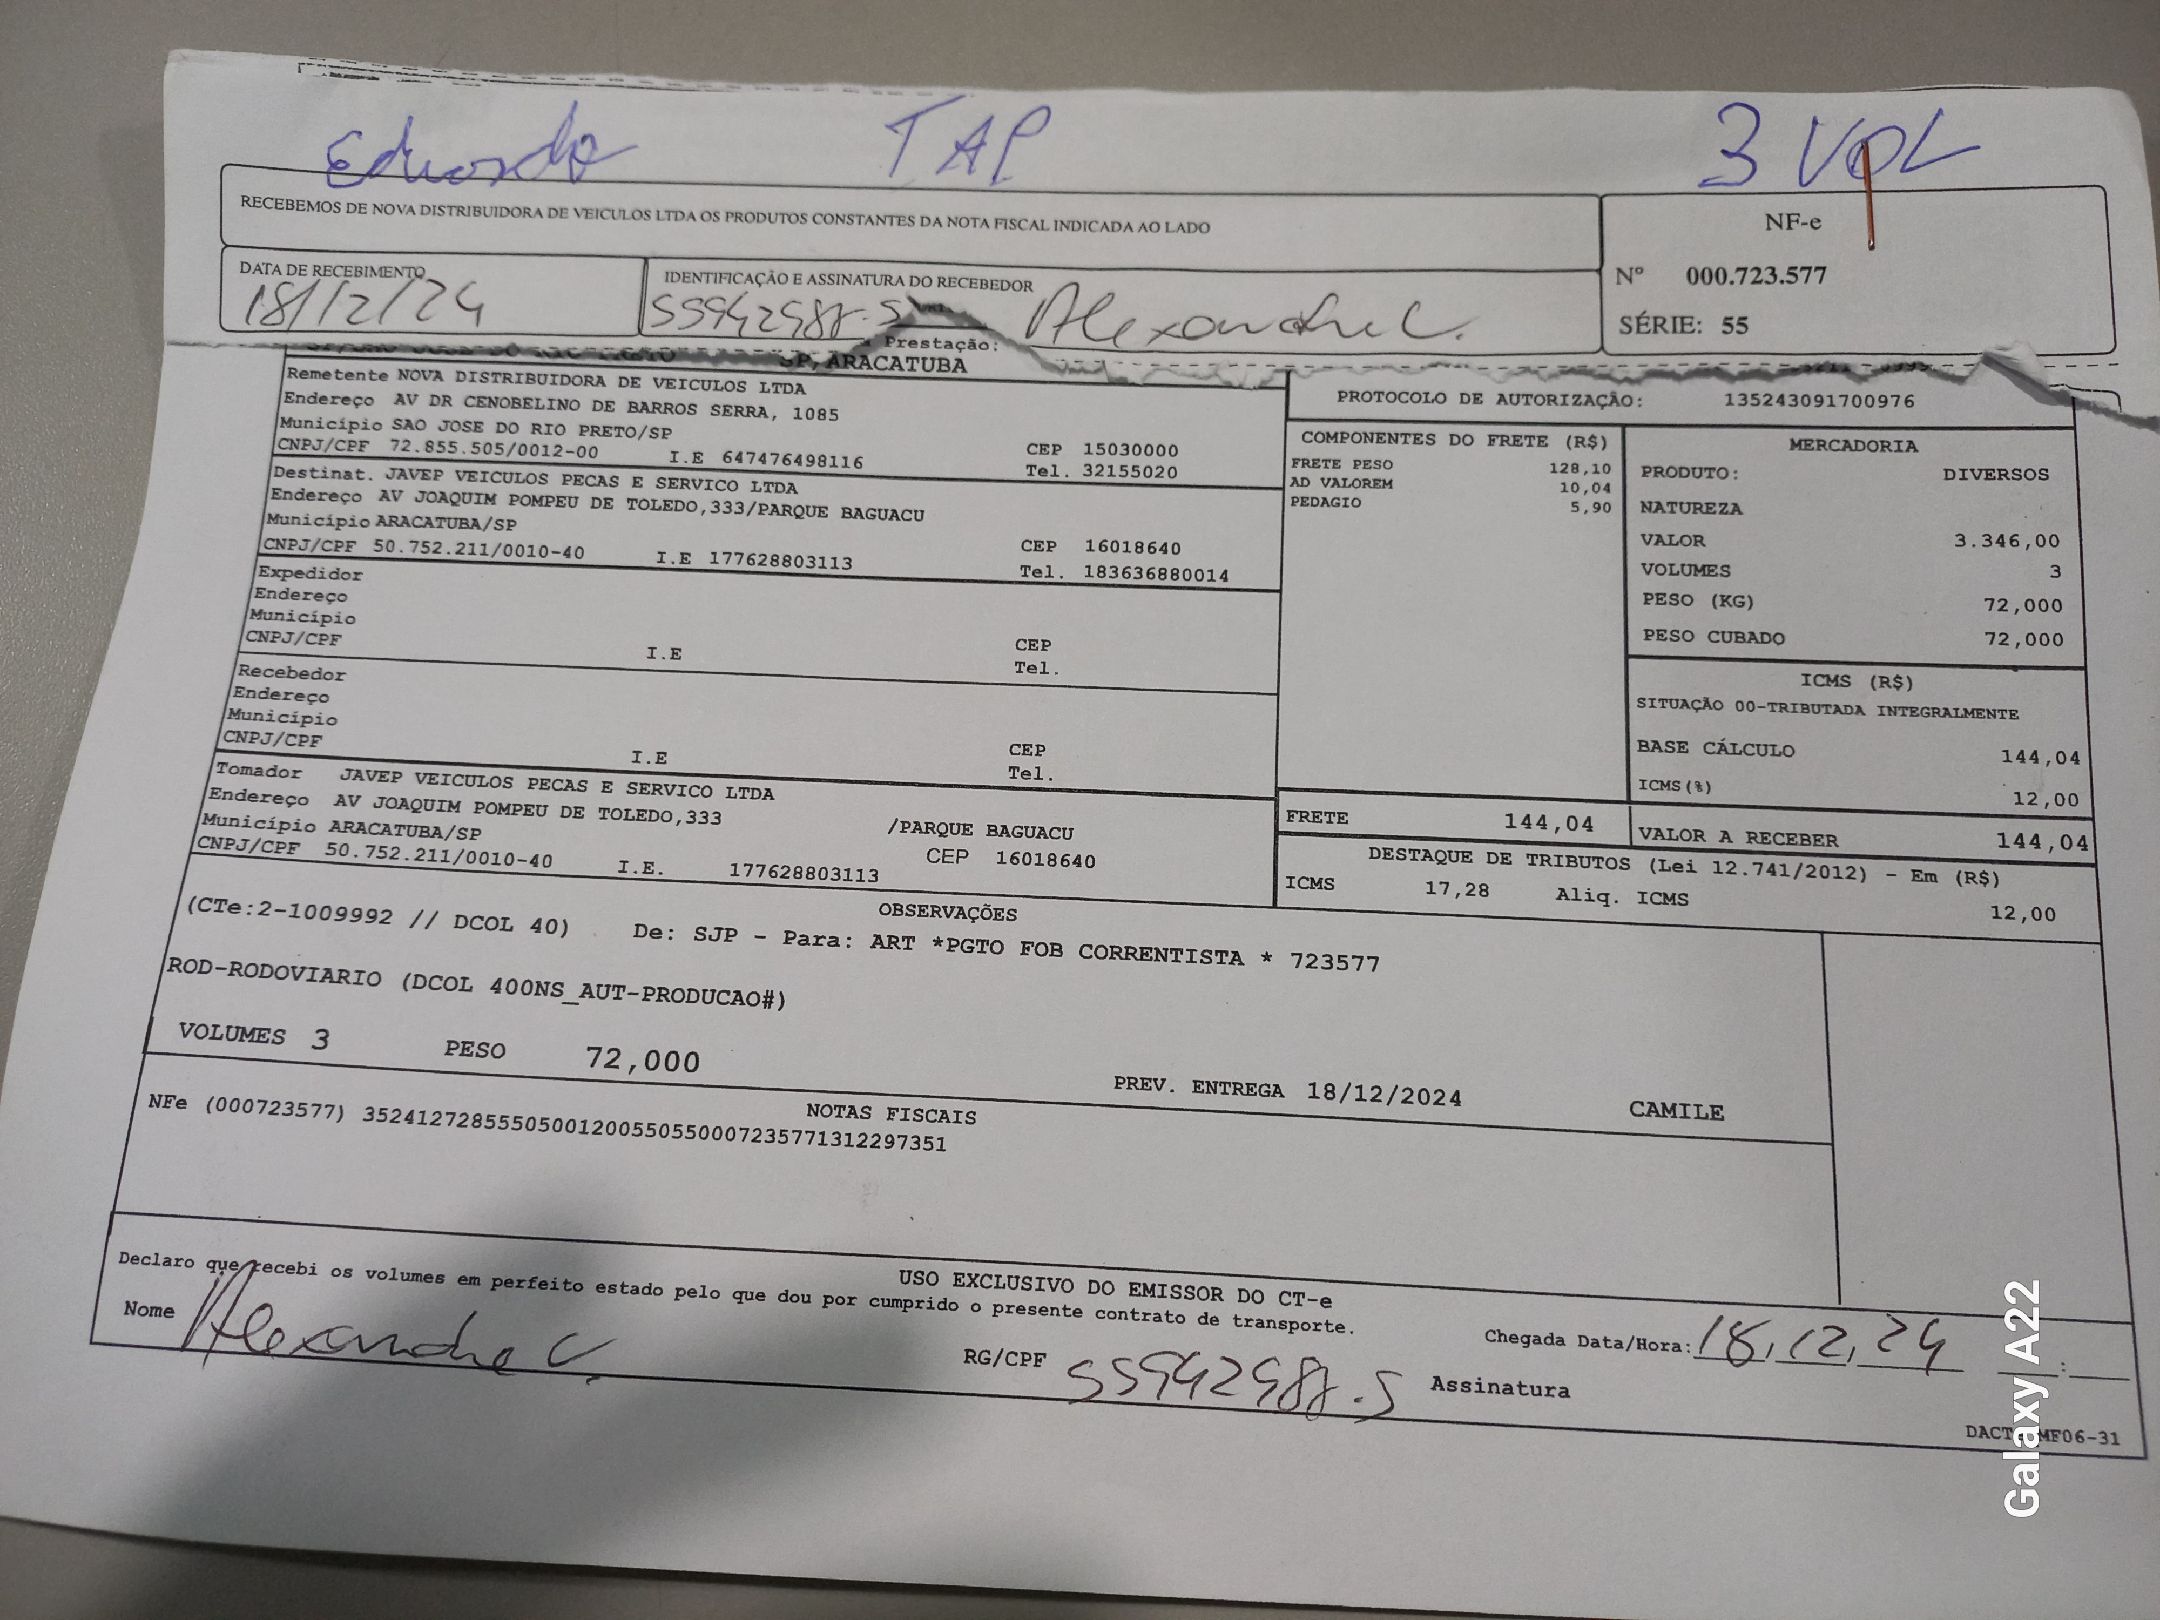 Eduardo TAP 3 VOL
RECEBEMOS DE NOVA DISTRIBUIDORA DE VEICULOS LTDA OS PRODUTOS CONSTANTES DA NOTA FISCAL INDICADA AO LADO
NF-e
Nº 000.723.577
SÉRIE: 55
DATA DE RECEBIMENTO
18/12/24
IDENTIFICAÇÃO E ASSINATURA DO RECEBEDOR
Alexandre C.
Prestação:
SP, ARACATUBA
Remetente NOVA DISTRIBUIDORA DE VEICULOS LTDA
Endereço AV DR CENOBELINO DE BARROS SERRA, 1085
Município SAO JOSE DO RIO PRETO/SP
CEP 15030000
CNPJ/CPF 72.855.505/0012-00 I.E 647476498116 Tel. 32155020
Destinat. JAVEP VEICULOS PECAS E SERVICO LTDA
Endereço AV JOAQUIM POMPEU DE TOLEDO,333/PARQUE BAGUACU
Município ARACATUBA/SP
CEP 16018640
CNPJ/CPF 50.752.211/0010-40 I.E 177628803113 Tel. 183636880014
Expedidor
Endereço
Município
CEP
CNPJ/CPF I.E Tel.
Recebedor
Endereço
Município
CEP
CNPJ/CPF I.E Tel.
Tomador JAVEP VEICULOS PECAS E SERVICO LTDA
Endereço AV JOAQUIM POMPEU DE TOLEDO,333 /PARQUE BAGUACU
Município ARACATUBA/SP CEP 16018640
CNPJ/CPF 50.752.211/0010-40 I.E. 177628803113
PROTOCOLO DE AUTORIZAÇÃO: 135243091700976
COMPONENTES DO FRETE (R$)
FRETE PESO 128,10
AD VALOREM 10,04
PEDAGIO 5,90
MERCADORIA
PRODUTO: DIVERSOS
NATUREZA
VALOR 3.346,00
VOLUMES 3
PESO (KG) 72,000
PESO CUBADO 72,000
ICMS (R$)
SITUAÇÃO 00-TRIBUTADA INTEGRALMENTE
BASE CÁLCULO 144,04
ICMS(%) 12,00
FRETE 144,04
VALOR A RECEBER 144,04
DESTAQUE DE TRIBUTOS (Lei 12.741/2012) - Em (R$)
ICMS 17,28 Aliq. ICMS 12,00
OBSERVAÇÕES
(CTe:2-1009992 // DCOL 40) De: SJP - Para: ART *PGTO FOB CORRENTISTA * 723577
ROD-RODOVIARIO (DCOL 400NS_AUT-PRODUCAO#)
VOLUMES 3 PESO 72,000 PREV. ENTREGA 18/12/2024 CAMILE
NOTAS FISCAIS
NFe (000723577) 35241272855505001200550550007235771312297351
USO EXCLUSIVO DO EMISSOR DO CT-e
Declaro que recebi os volumes em perfeito estado pelo que dou por cumprido o presente contrato de transporte.
Nome Alexandre C. RG/CPF Assinatura
Chegada Data/Hora: 18,12,24 :
MF06-31
Galaxy A22